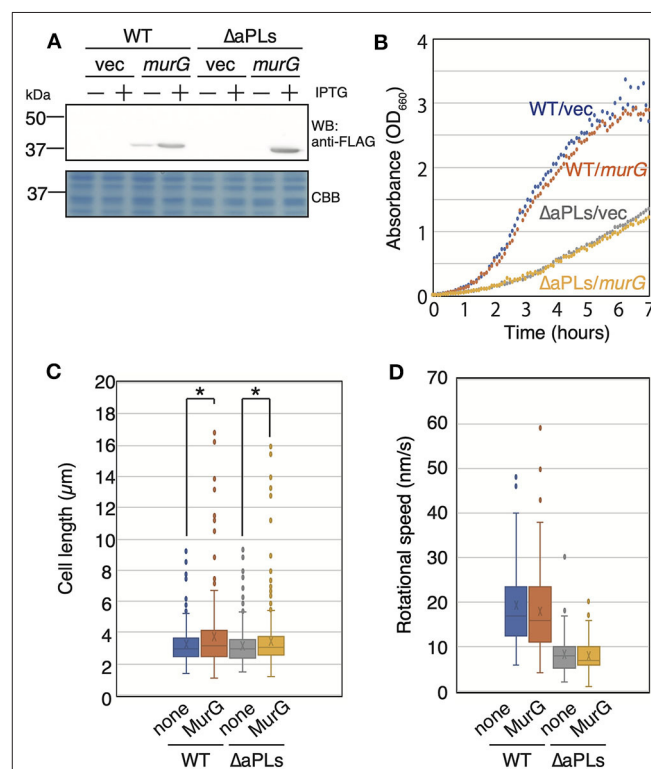 A
WT ΔaPLs
vec murG vec murG
kDa — + — + — + — + IPTG
50
37
WB:
anti-FLAG
37
CBB
B
Absorbance (OD660)
4
3
2
1
0
WT/vec
WT/murG
ΔaPLs/vec
ΔaPLs/murG
0 1 2 3 4 5 6 7
Time (hours)
C
Cell length (µm)
20
18
16
14
12
10
8
6
4
2
0
* *
none MurG none MurG
WT ΔaPLs
D
Rotational speed (nm/s)
70
60
50
40
30
20
10
0
none MurG none MurG
WT ΔaPLs